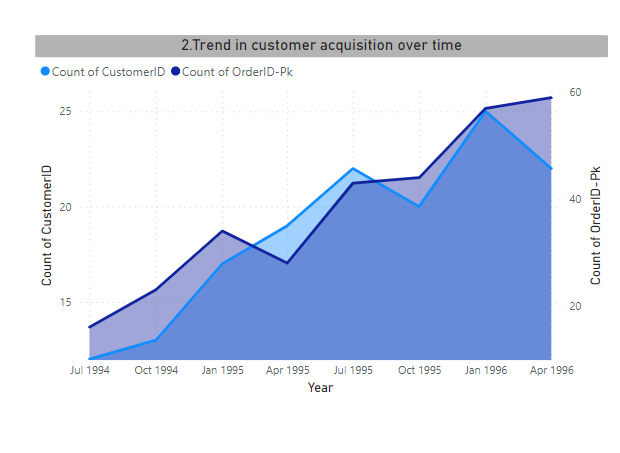 2.Trend in customer acquisition over time
Count of CustomerID Count of OrderID-Pk
Count of CustomerID
25
20
15
60
40
20
Count of OrderID-Pk
Jul 1994 Oct 1994 Jan 1995 Apr 1995 Jul 1995 Oct 1995 Jan 1996 Apr 1996
Year